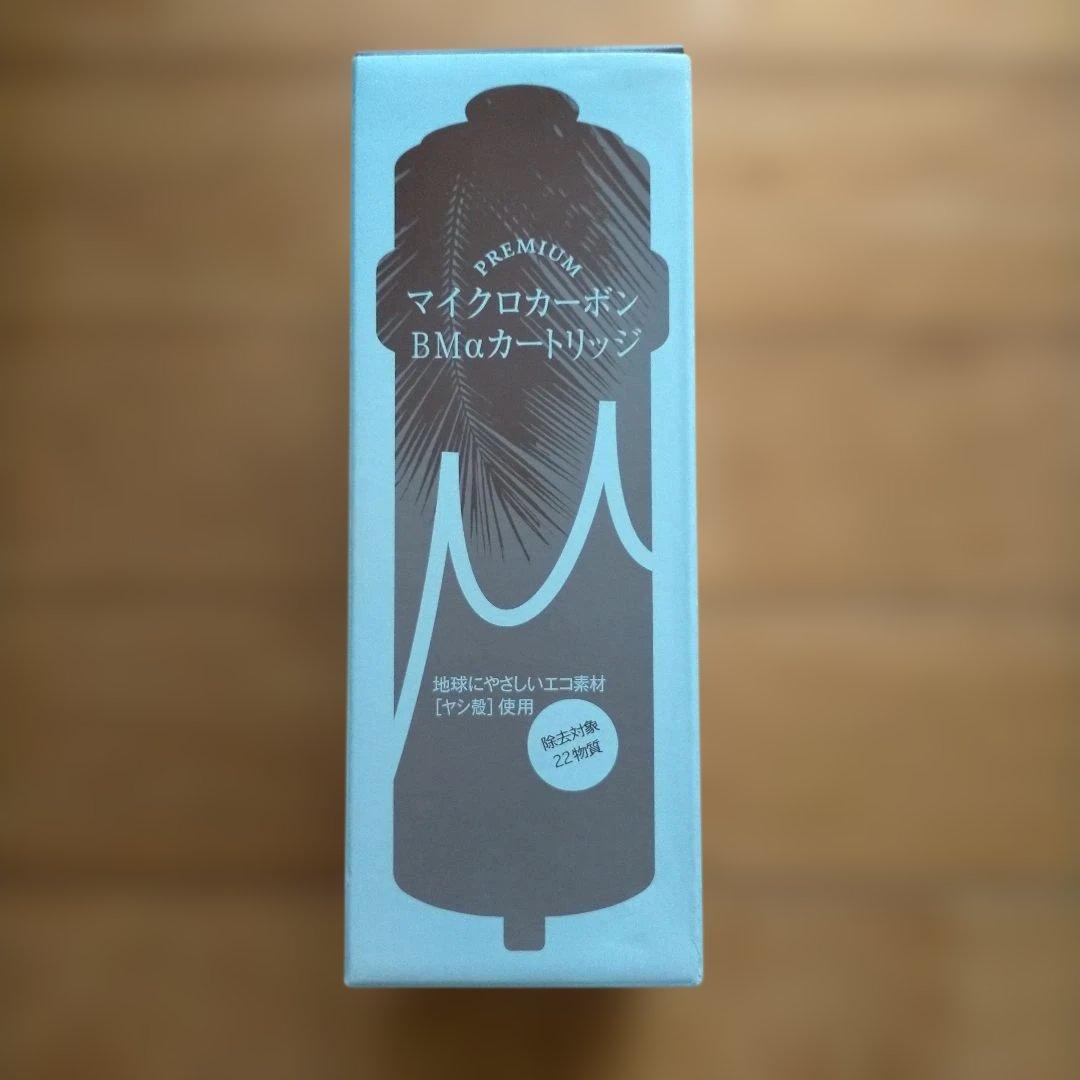 PREMIUM
マイクロカーボン
BMαカートリッジ
地球にやさしいエコ素材
[ヤシ殻]使用
除去対象
22物質